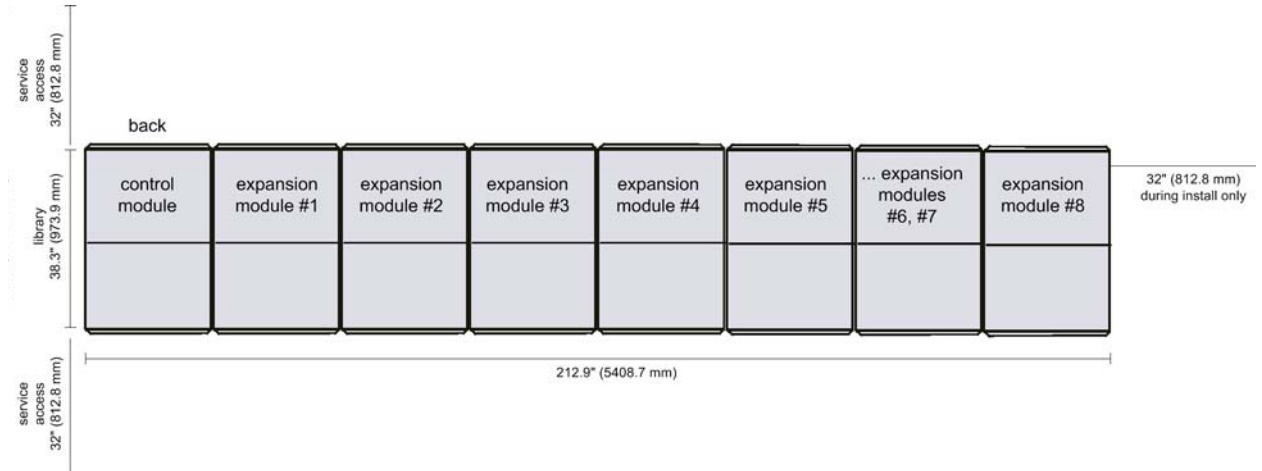 service
access
32" (812.8 mm)
back
library
38.3" (973.9 mm)
control
module
expansion
module #1
expansion
module #2
expansion
module #3
expansion
module #4
expansion
module #5
... expansion
modules
#6, #7
expansion
module #8
32" (812.8 mm)
during install only
212.9" (5408.7 mm)
service
access
32" (812.8 mm)